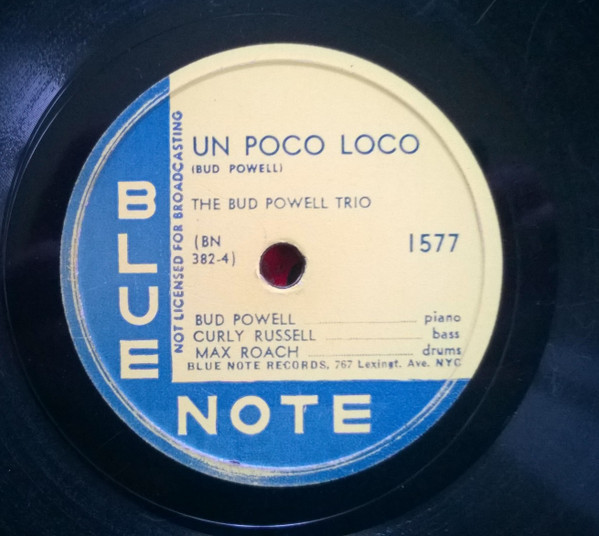 UN POCO LOCO
(BUD POWELL)
THE BUD POWELL TRIO
(BN
382-4)
1577
BUD POWELL piano
CURLY RUSSELL bass
MAX ROACH drums
BLUE NOTE RECORDS, 767 Lexingt. Ave. NYC
NOT LICENSED FOR BROADCASTING
BLUE
NOTE